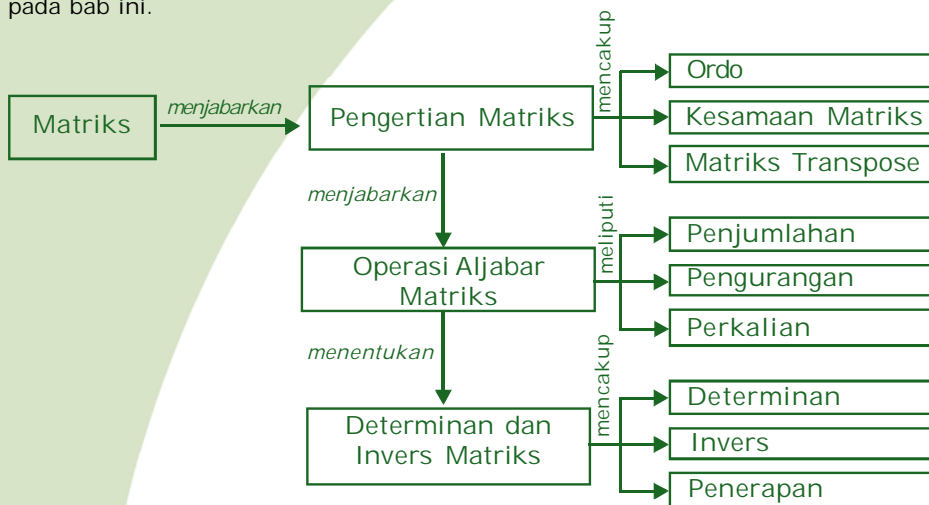 pada bab ini.
Matriks
menjabarkan
Pengertian Matriks
mencakup
Ordo
Kesamaan Matriks
Matriks Transpose
menjabarkan
Operasi Aljabar
Matriks
meliputi
Penjumlahan
Pengurangan
Perkalian
menentukan
Determinan dan
Invers Matriks
mencakup
Determinan
Invers
Penerapan